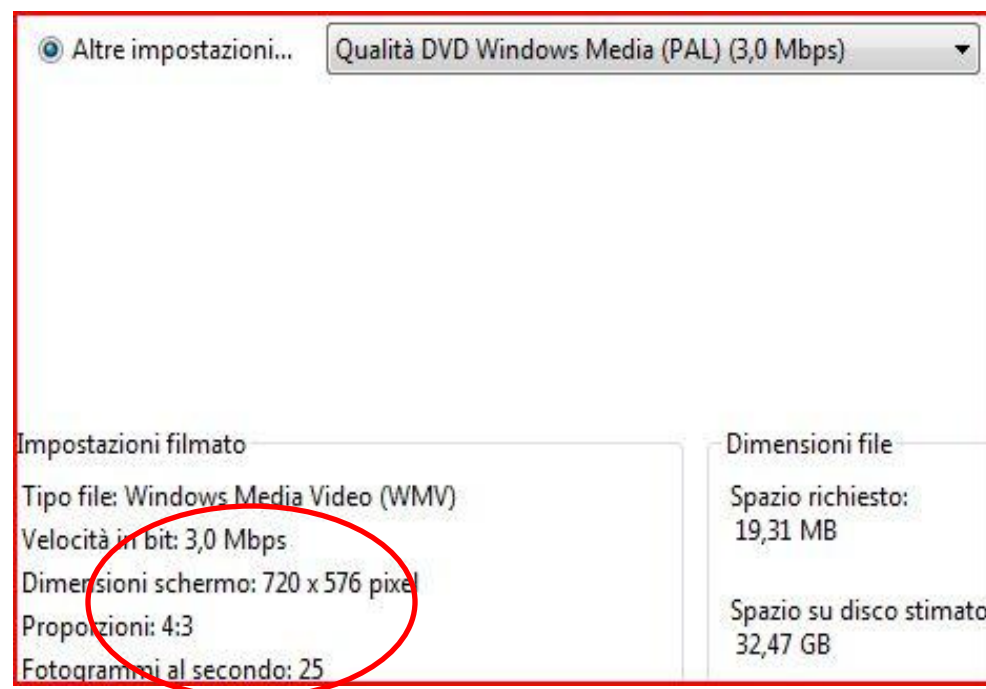 Altre impostazioni... Qualità DVD Windows Media (PAL) (3,0 Mbps)
Impostazioni filmato
Tipo file: Windows Media Video (WMV)
Velocità in bit: 3,0 Mbps
Dimensioni schermo: 720 x 576 pixel
Proporzioni: 4:3
Fotogrammi al secondo: 25
Dimensioni file
Spazio richiesto:
19,31 MB
Spazio su disco stimato
32,47 GB